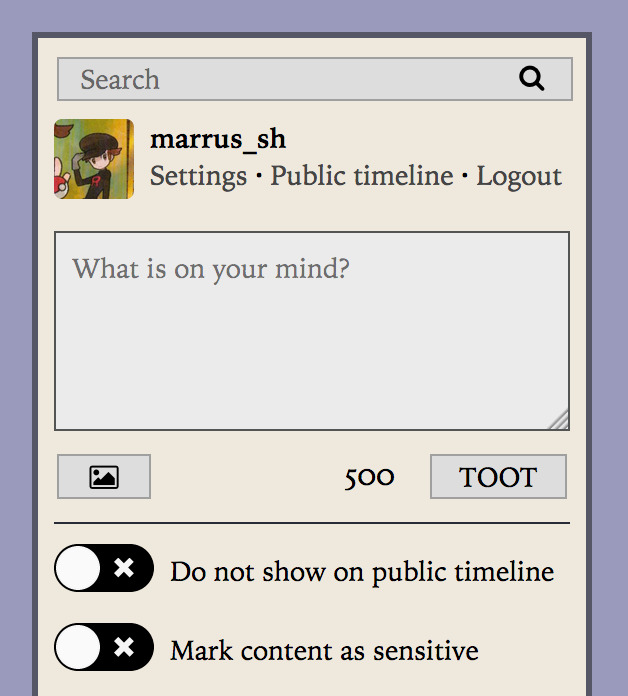 Search
marrus_sh
Settings · Public timeline · Logout
What is on your mind?
500 TOOT
Do not show on public timeline
Mark content as sensitive